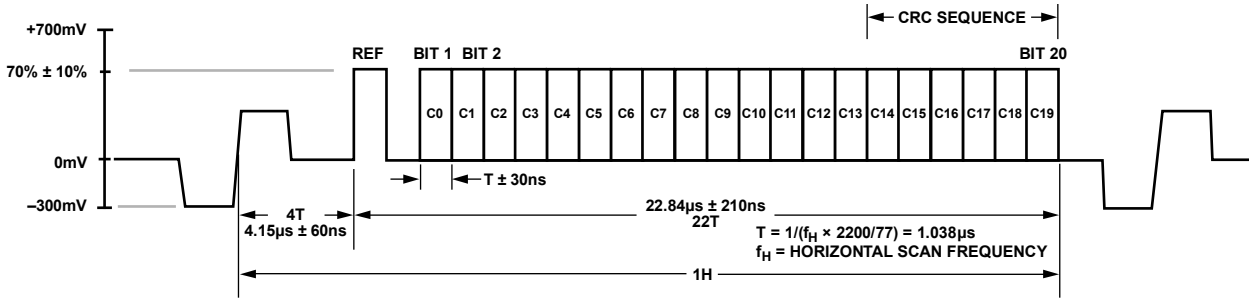 CRC SEQUENCE
+700mV
REF
BIT 1
BIT 2
BIT 20
70% ± 10%
C0 C1 C2 C3 C4 C5 C6 C7 C8 C9 C10 C11 C12 C13 C14 C15 C16 C17 C18 C19
0mV
T ± 30ns
–300mV
4T
4.15µs ± 60ns
22.84µs ± 210ns
22T
T = 1/(fH × 2200/77) = 1.038µs
fH = HORIZONTAL SCAN FREQUENCY
1H